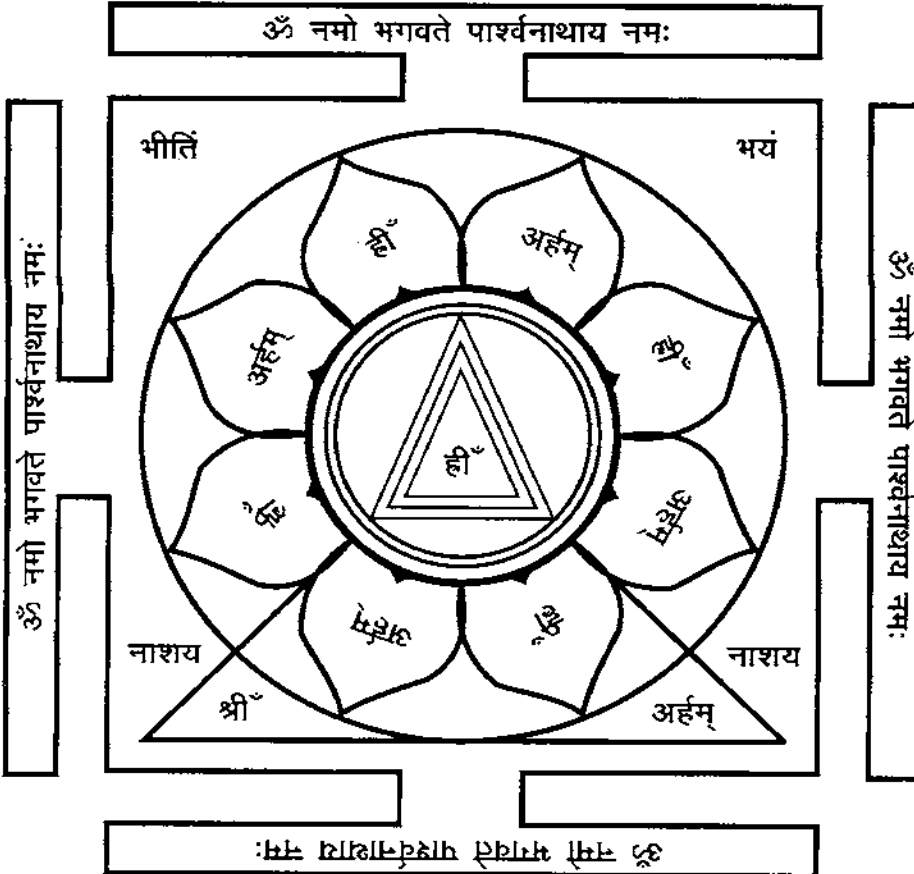 ॐ नमो भगवते पार्श्वनाथाय नमः
भीतिं
भयं
ह्रीँ
अर्हम्
अर्हम्
ह्रीँ
ॐ नमो भगवते पार्श्वनाथाय नमः
ॐ नमो भगवते पार्श्वनाथाय नमः
ह्रीँ
ह्रीँ
अर्हम्
अर्हम्
ह्रीँ
नाशय
नाशय
श्रीँ
अर्हम्
ॐ नमो भगवते पार्श्वनाथाय नमः